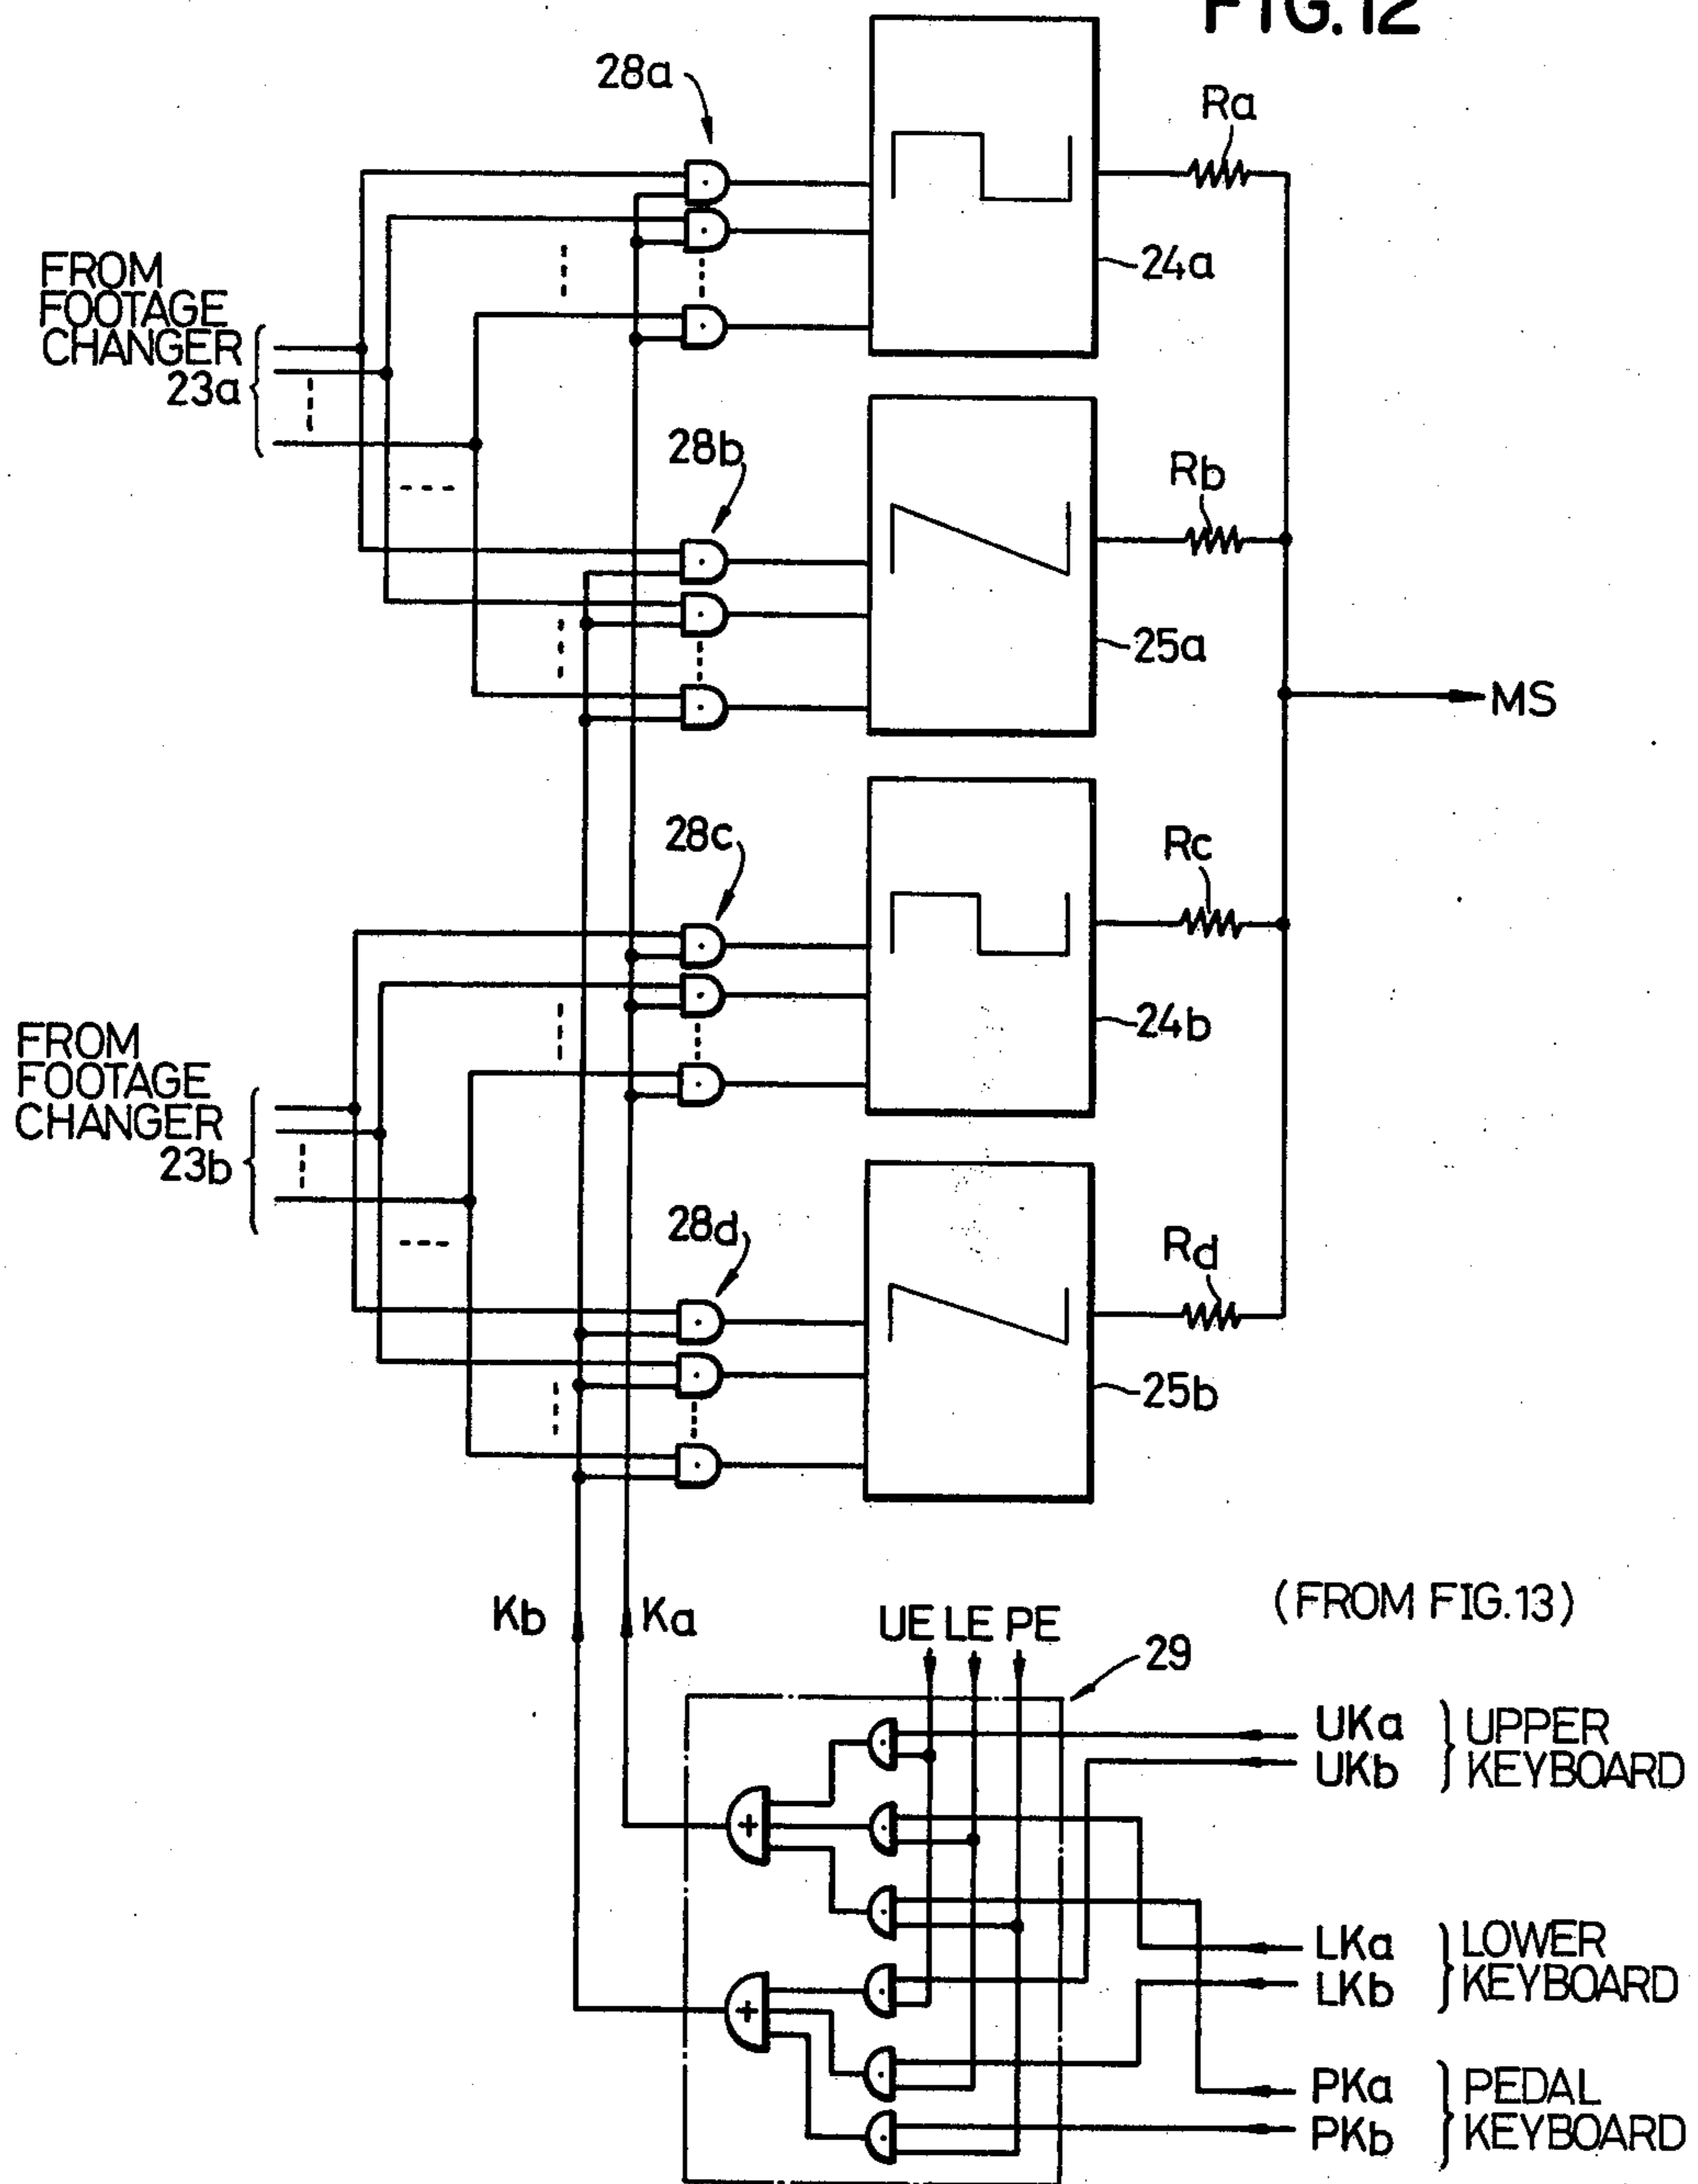 FIG.12
28a
Ra
24a
FROM
FOOTAGE
CHANGER
23a
28b
Rb
25a
MS
28c
Rc
24b
FROM
FOOTAGE
CHANGER
23b
28d
Rd
25b
Kb
Ka
UE LE PE
(FROM FIG.13)
29
UKa
UKb
UPPER
KEYBOARD
LKa
LKb
LOWER
KEYBOARD
PKa
PKb
PEDAL
KEYBOARD